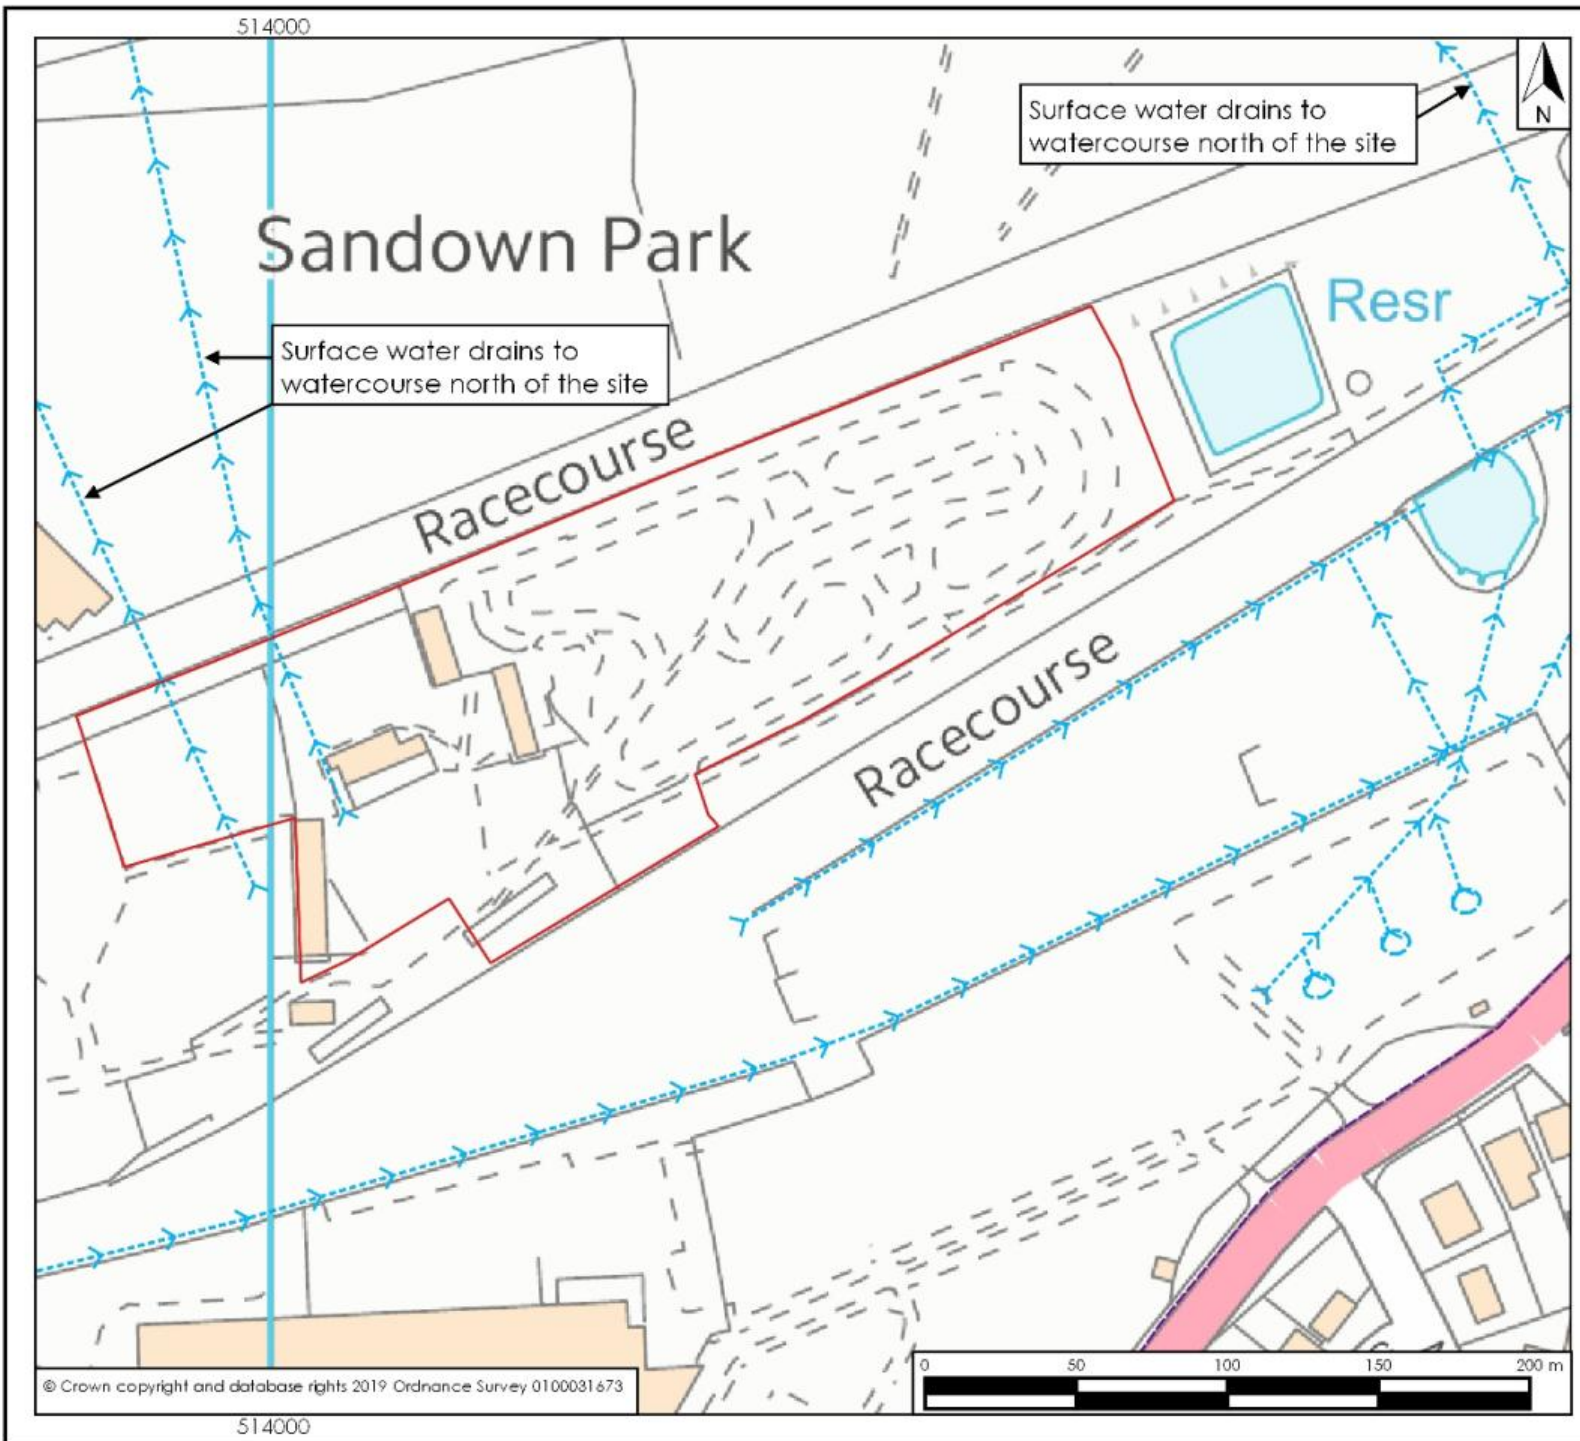 514000
N
Surface water drains to
watercourse north of the site
Sandown Park
Resr
Surface water drains to
watercourse north of the site
Racecourse
Racecourse
0 50 100 150 200 m
© Crown copyright and database rights 2019 Ordnance Survey 0100031673
514000